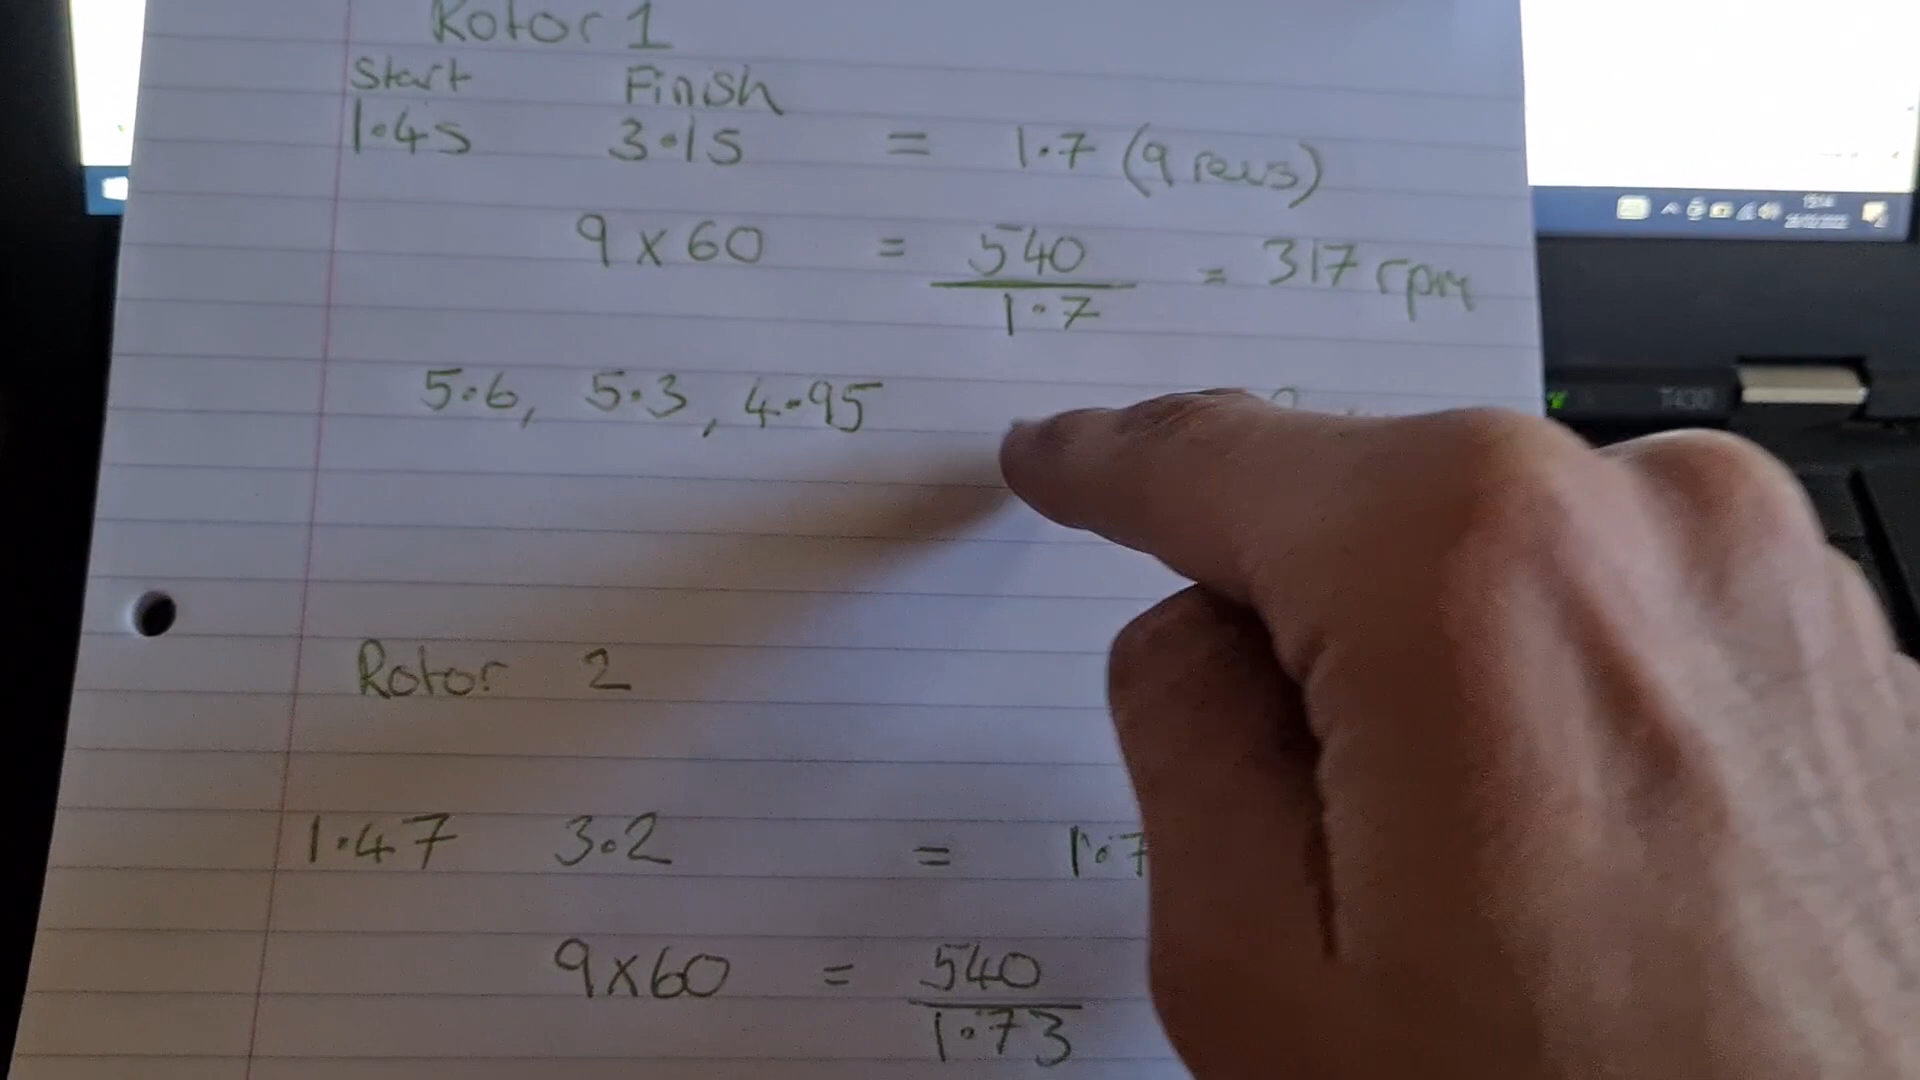 Rotor 1
Start Finish
1.45 3.15 = 1.7 (9 revs)
9 x 60 = 540 / 1.7 = 317 rpm
5.6, 5.3, 4.95
T430
Rotor 2
1.47 3.2 = 1.7
9x60 = 540 / 1.73